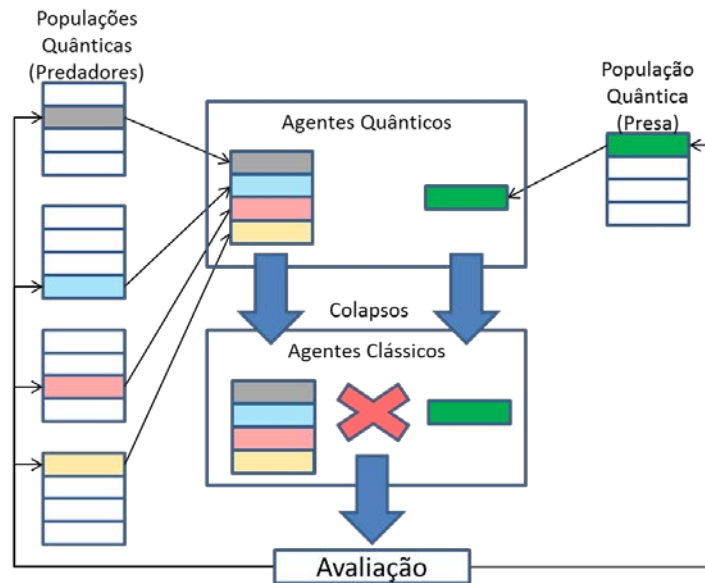 Populações
Quânticas
(Predadores)
População
Quântica
(Presa)
Agentes Quânticos
Colapsos
Agentes Clássicos
Avaliação